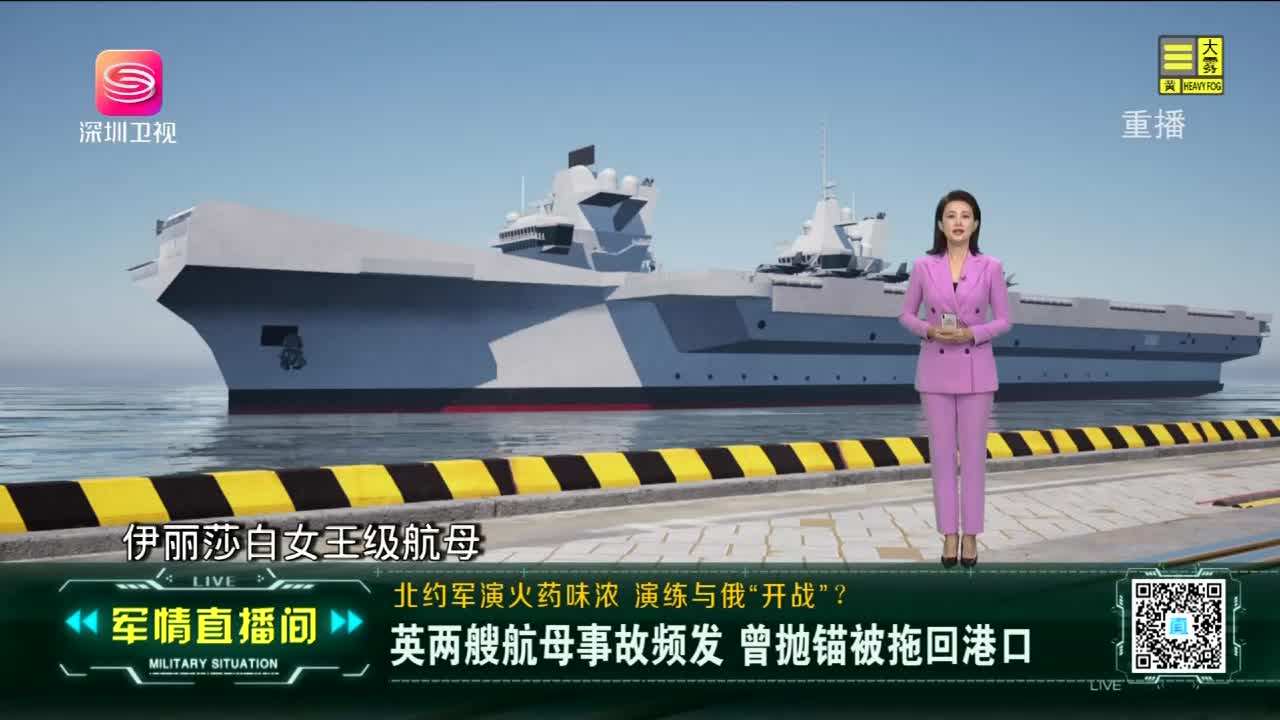 深圳卫视
大雾
黄 HEAVY FOG
重播
伊丽莎白女王级航母
LIVE
军情直播间
MILITARY SITUATION
北约军演火药味浓 演练与俄“开战”？
英两艘航母事故频发 曾抛锚被拖回港口
直
LIVE